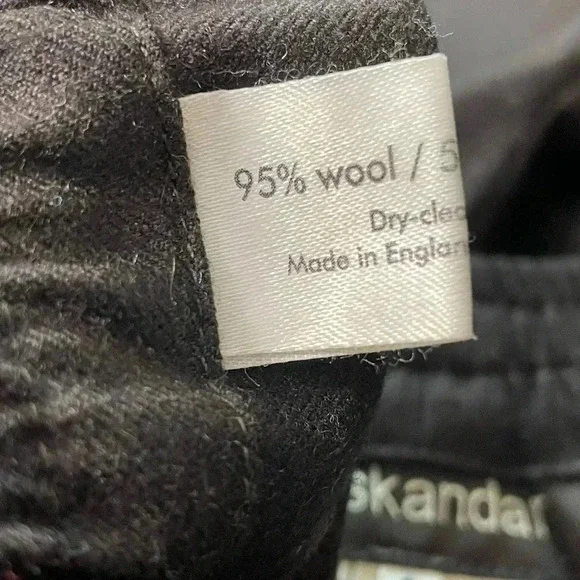 95% wool / 5
Dry-clea
Made in Englan
skandar